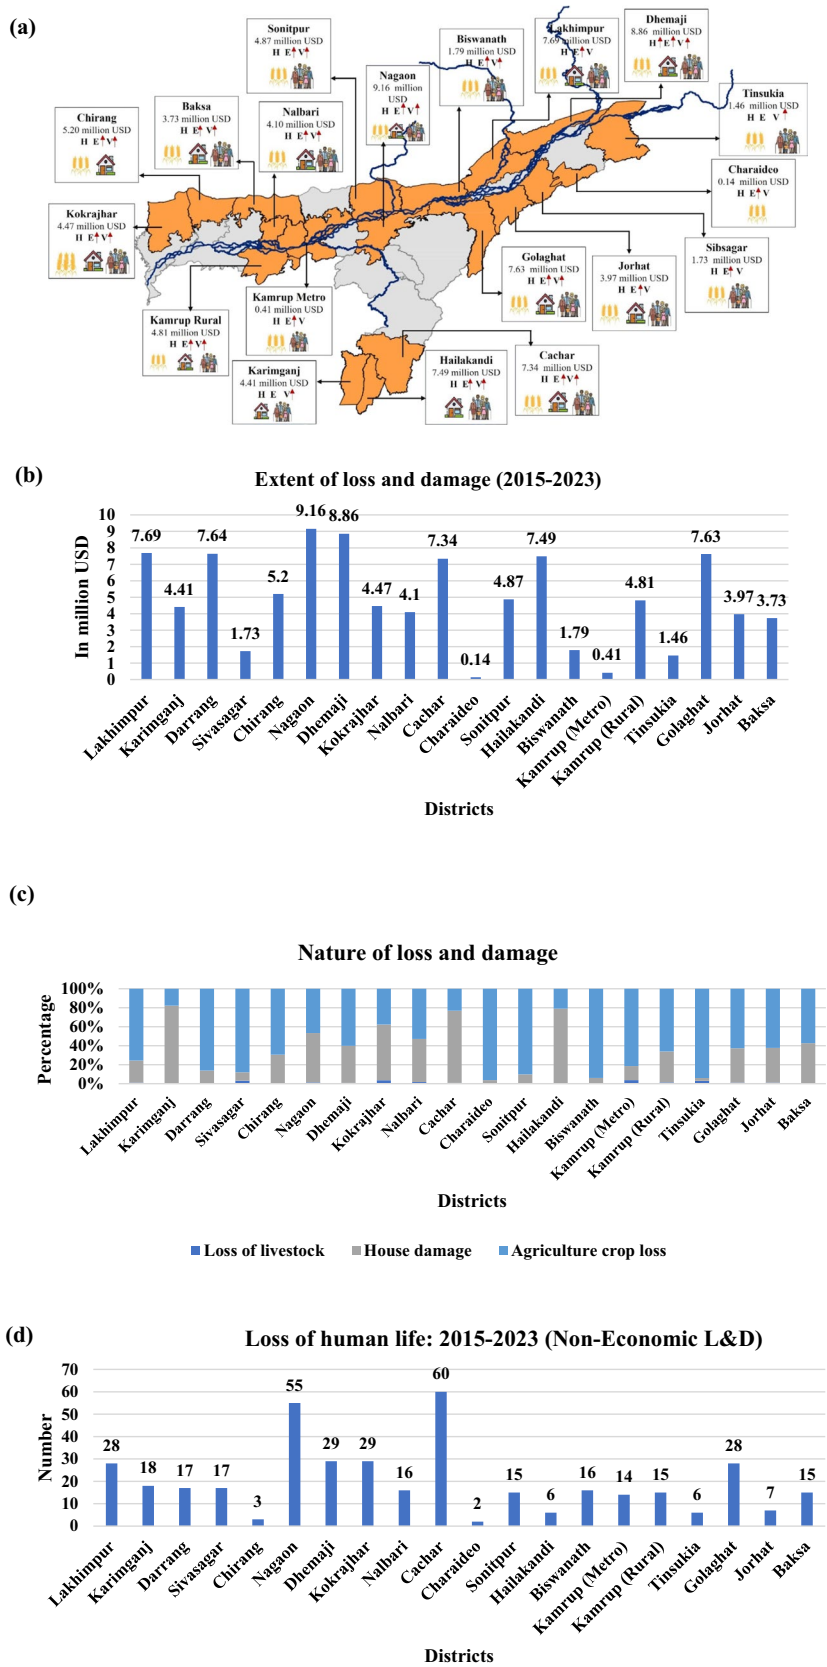 (a)
Sonitpur
4.87 million USD
H E V
Biswanath
1.79 million USD
H E V
Lakhimpur
7.69 million USD
H E V
Dhemaji
8.86 million USD
H E V
Nagaon
9.16 million
USD
H E V
Tinsukia
1.46 million USD
H E V
Chirang
5.20 million USD
H E V
Baksa
3.73 million USD
H E V
Nalbari
4.10 million USD
H E V
Charaideo
0.14 million USD
H E V
Kokrajhar
4.47 million USD
H E V
Golaghat
7.63 million USD
H E V
Jorhat
3.97 million USD
H E V
Sibsagar
1.73 million USD
H E V
Kamrup Rural
4.81 million USD
H E V
Kamrup Metro
0.41 million USD
H E V
Karimganj
4.41 million USD
H E V
Hailakandi
7.49 million USD
H E V
Cachar
7.34 million USD
H E V
(b)
Extent of loss and damage (2015-2023)
In million USD
10
9
8
7
6
5
4
3
2
1
0
7.69
4.41
7.64
1.73
5.2
9.16
8.86
4.47
4.1
7.34
0.14
4.87
7.49
1.79
0.41
4.81
1.46
7.63
3.97
3.73
Lakhimpur
Karimganj
Darrang
Sivasagar
Chirang
Nagaon
Dhemaji
Kokrajhar
Nalbari
Cachar
Charaideo
Sonitpur
Hailakandi
Biswanath
Kamrup (Metro)
Kamrup (Rural)
Tinsukia
Golaghat
Jorhat
Baksa
Districts
(c)
Nature of loss and damage
Percentage
100%
80%
60%
40%
20%
0%
Lakhimpur
Karimganj
Darrang
Sivasagar
Chirang
Nagaon
Dhemaji
Kokrajhar
Nalbari
Cachar
Charaideo
Sonitpur
Hailakandi
Biswanath
Kamrup (Metro)
Kamrup (Rural)
Tinsukia
Golaghat
Jorhat
Baksa
Districts
Loss of livestock
House damage
Agriculture crop loss
(d)
Loss of human life: 2015-2023 (Non-Economic L&D)
Number
70
60
50
40
30
20
10
0
28
18
17
17
3
55
29
29
16
60
2
15
6
16
14
15
6
28
7
15
Lakhimpur
Karimganj
Darrang
Sivasagar
Chirang
Nagaon
Dhemaji
Kokrajhar
Nalbari
Cachar
Charaideo
Sonitpur
Hailakandi
Biswanath
Kamrup (Metro)
Kamrup (Rural)
Tinsukia
Golaghat
Jorhat
Baksa
Districts